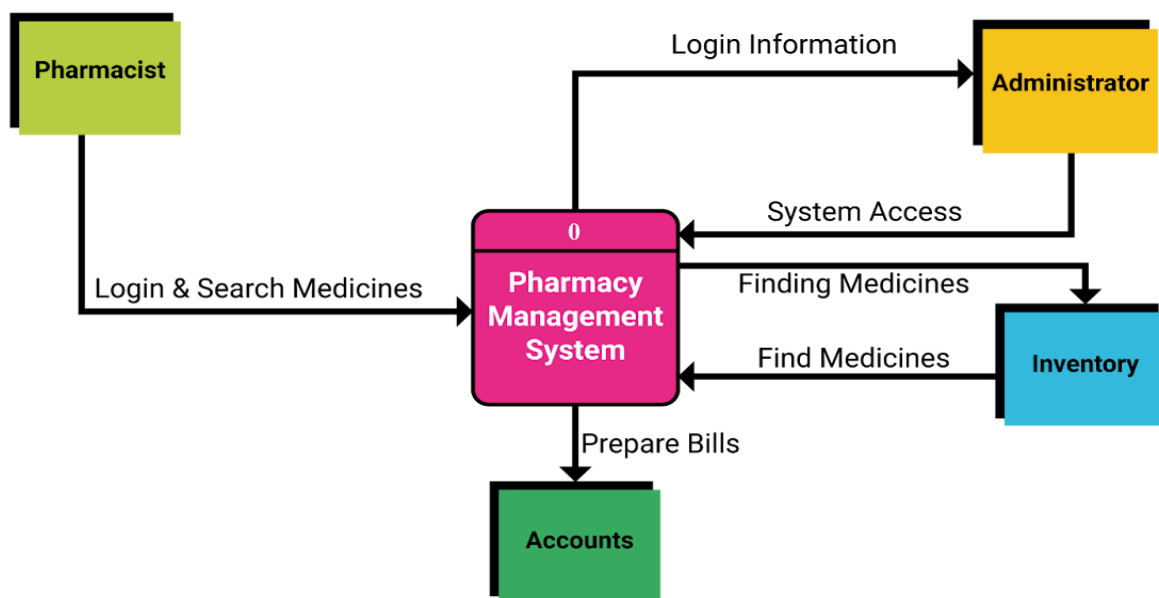 Pharmacist
Login Information
Administrator
System Access
0
Pharmacy
Management
System
Login & Search Medicines
Finding Medicines
Find Medicines
Inventory
Prepare Bills
Accounts